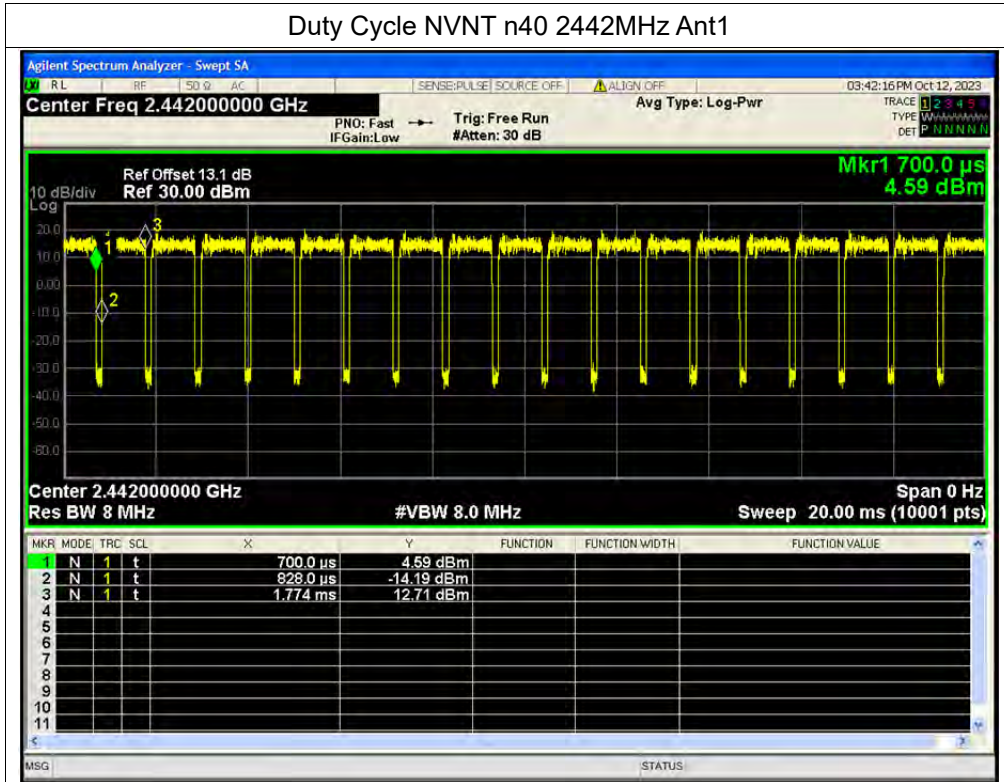 Duty Cycle NVNT n40 2442MHz Ant1
Agilent Spectrum Analyzer - Swept SA
RL RF 50 Ω AC SENSE:PULSE SOURCE OFF ALIGN OFF 03:42:16 PM Oct 12, 2023
Center Freq 2.442000000 GHz Avg Type: Log-Pwr TRACE 1 2 3 4 5 6
PNO: Fast Trig: Free Run TYPE W
IFGain:Low #Atten: 30 dB DET P N N N N N
Mkr1 700.0 µs
Ref Offset 13.1 dB
10 dB/div Ref 30.00 dBm 4.59 dBm
Log
20.0
10.0
0.00
-10.0
-20.0
-30.0
-40.0
-50.0
-60.0
1
2
3
Center 2.442000000 GHz Span 0 Hz
Res BW 8 MHz #VBW 8.0 MHz Sweep 20.00 ms (10001 pts)
MKR MODE TRC SCL X Y FUNCTION FUNCTION WIDTH FUNCTION VALUE
1 N 1 t 700.0 µs 4.59 dBm
2 N 1 t 828.0 µs -14.19 dBm
3 N 1 t 1.774 ms 12.71 dBm
4
5
6
7
8
9
10
11
MSG STATUS